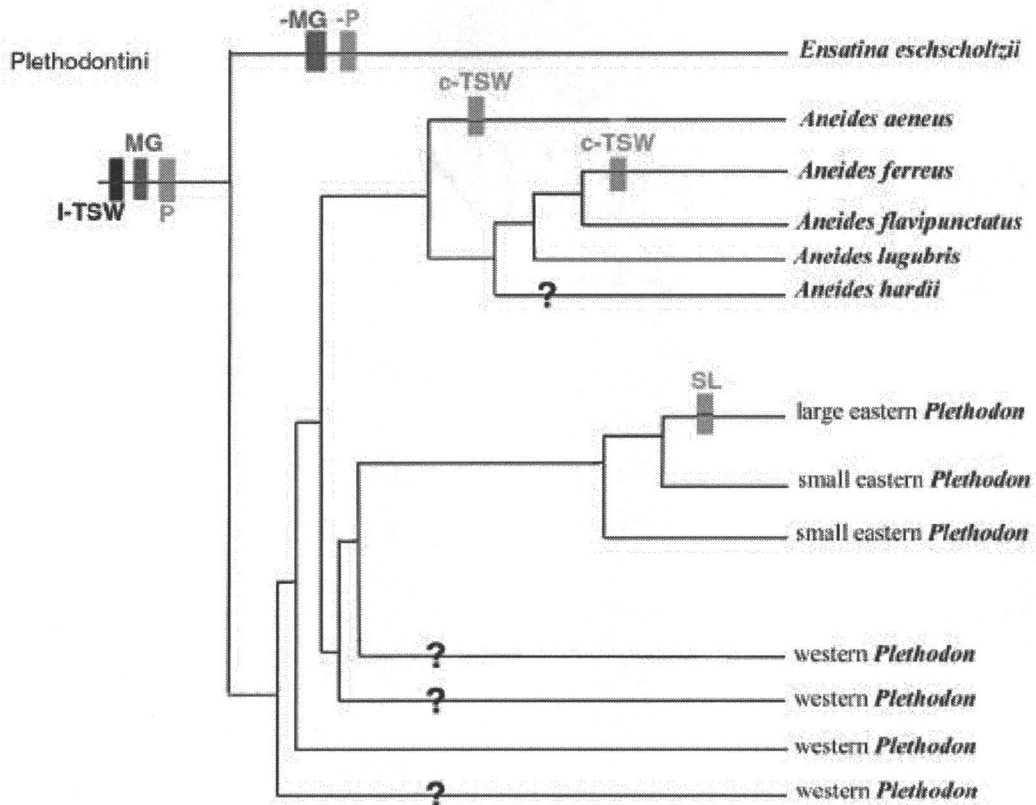 -MG -P
Plethodontini
Ensatina eschscholtzii
c-TSW
Aneides aeneus
MG
c-TSW
Aneides ferreus
l-TSW
P
Aneides flavipunctatus
Aneides lugubris
?
Aneides hardii
SL
large eastern Plethodon
small eastern Plethodon
small eastern Plethodon
?
western Plethodon
?
western Plethodon
western Plethodon
?
western Plethodon